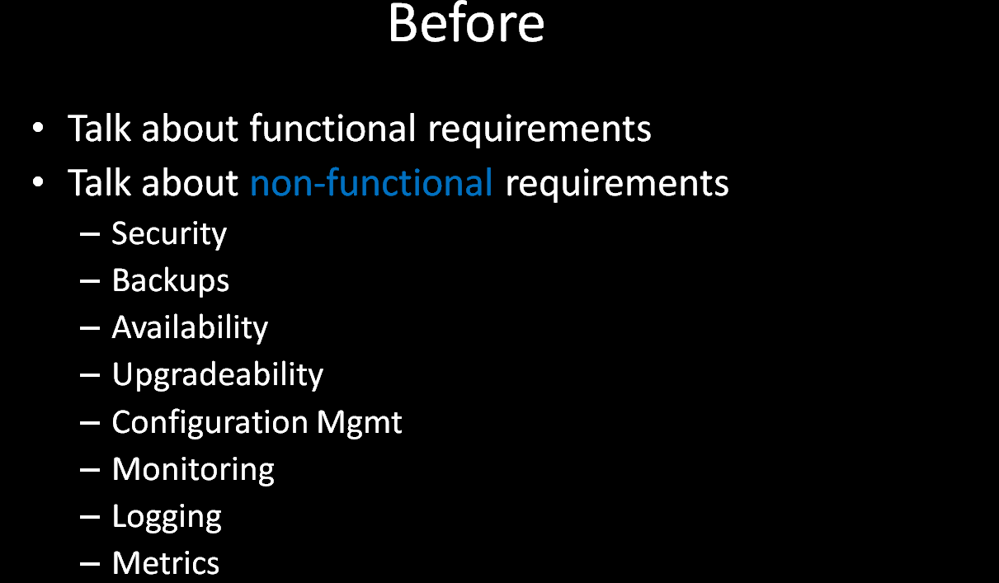 Before
• Talk about functional requirements
• Talk about non-functional requirements
– Security
– Backups
– Availability
– Upgradeability
– Configuration Mgmt
– Monitoring
– Logging
– Metrics